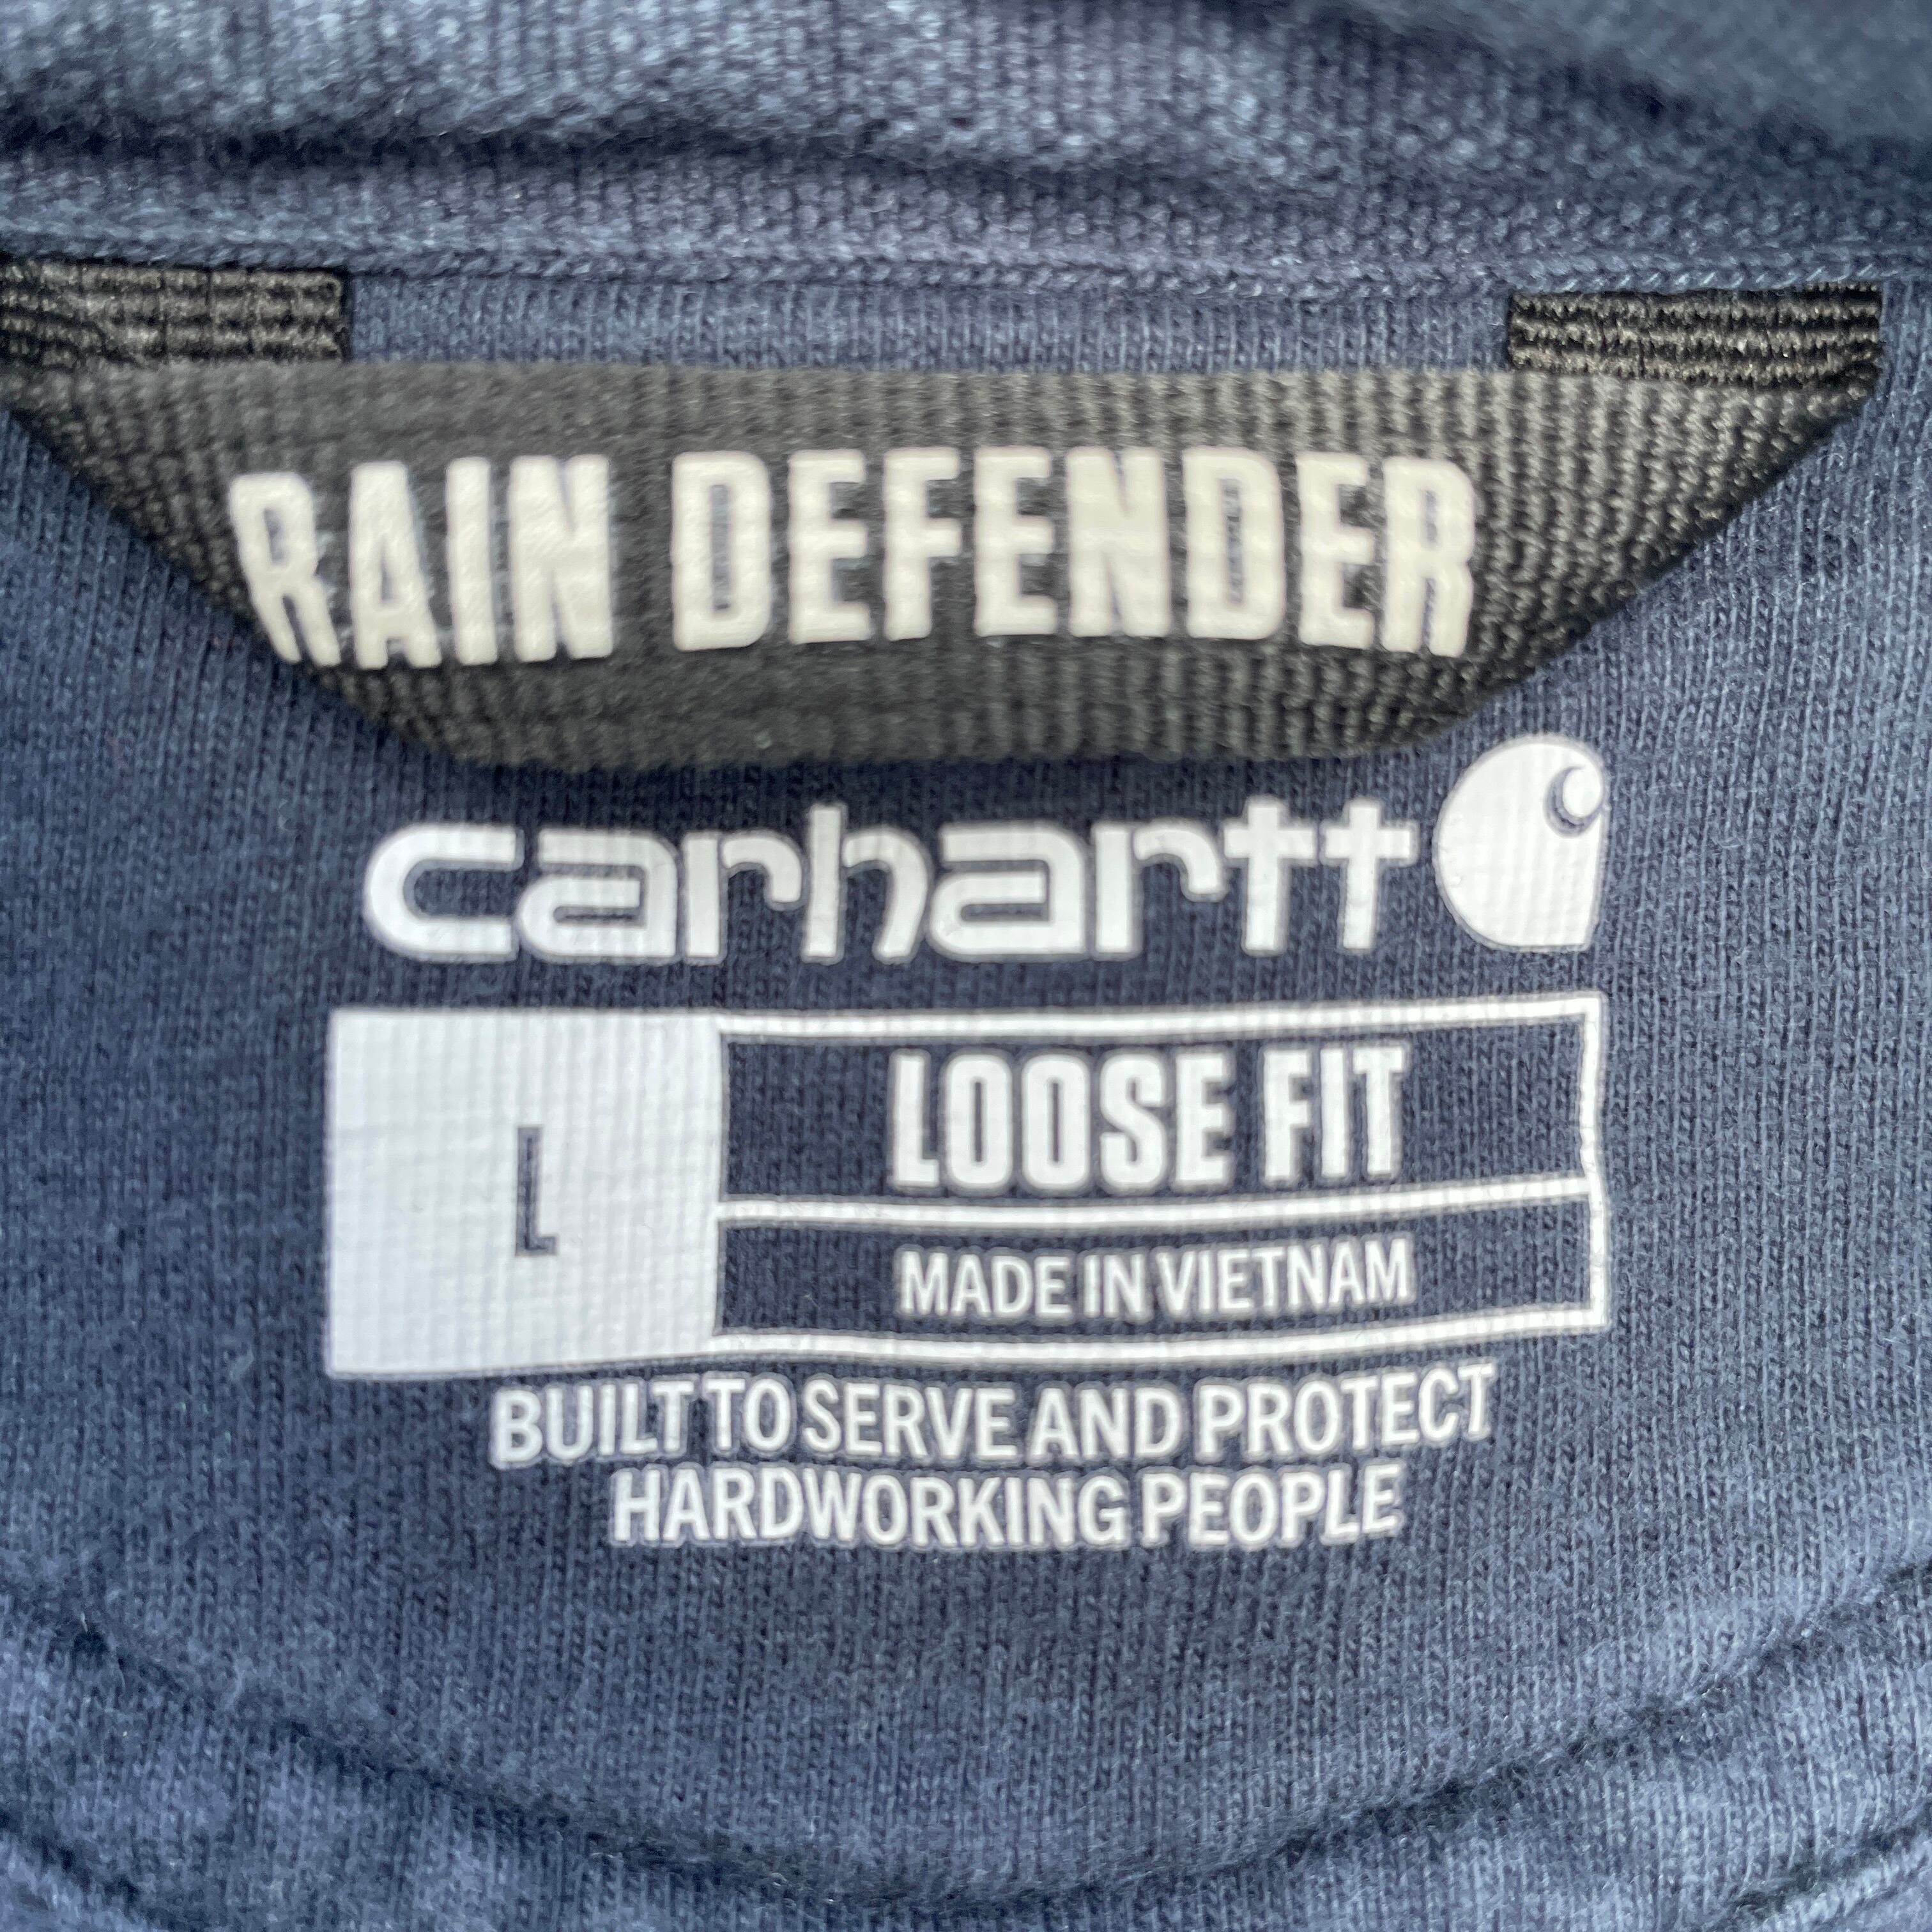 RAIN DEFENDER
carhartt
L
LOOSE FIT
MADE IN VIETNAM
BUILT TO SERVE AND PROTECT
HARDWORKING PEOPLE